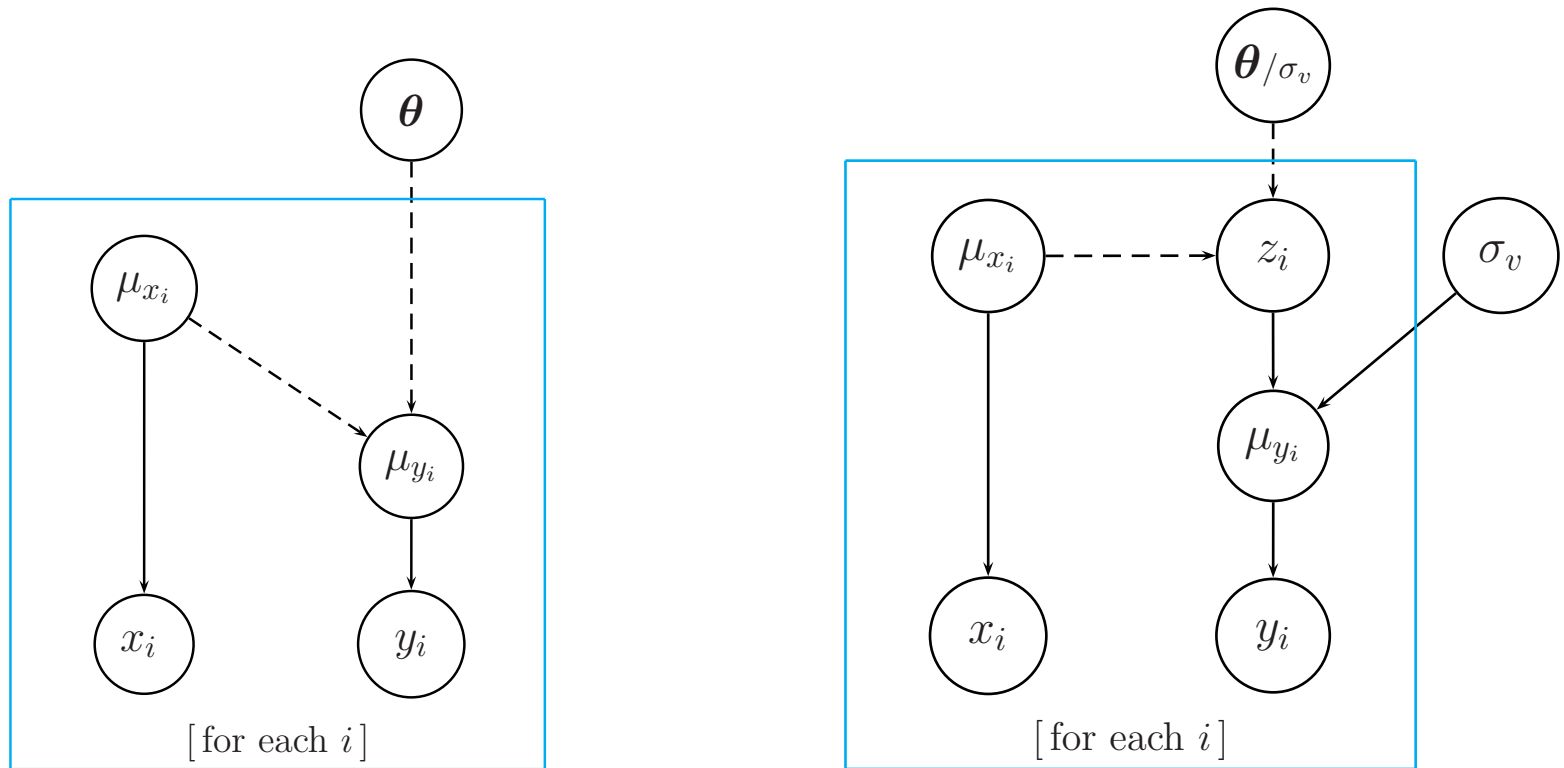 θ
μ_{x_i}
μ_{y_i}
x_i
y_i
[for each i]
θ/σ_v
μ_{x_i}
z_i
σ_v
μ_{y_i}
x_i
y_i
[for each i]